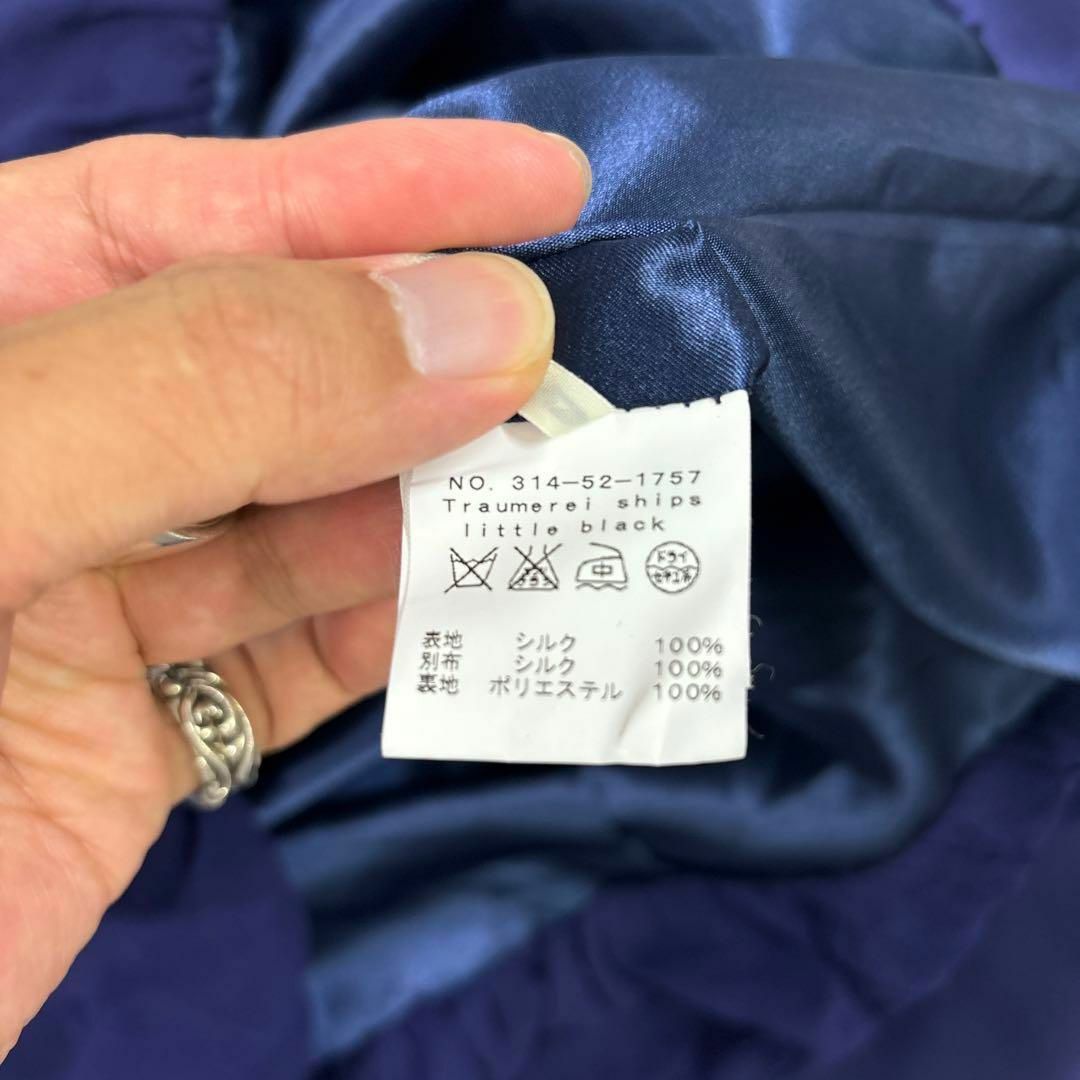 NO. 314-52-1757
Traumerei ships
little black
中 ドライ
セキユ系
表地 シルク 100%
別布 シルク 100%
裏地 ポリエステル 100%